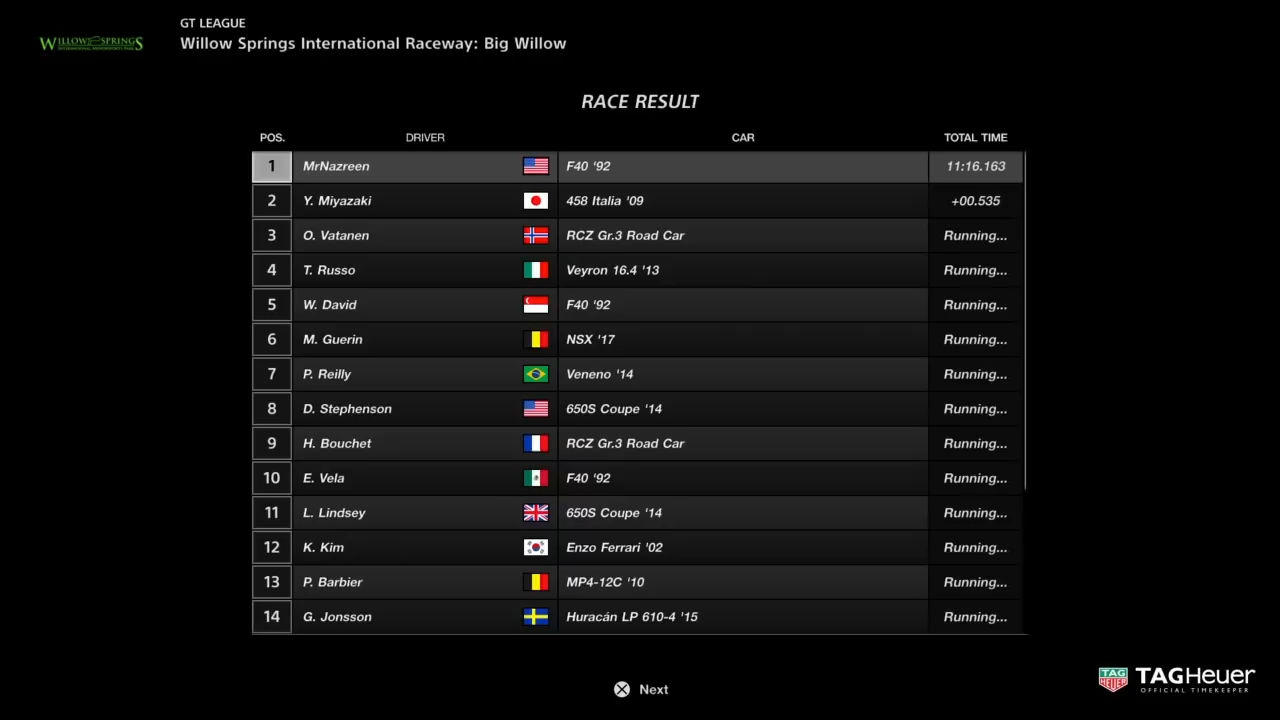 GT LEAGUE
WILLOW SPRINGS
Willow Springs International Raceway: Big Willow
RACE RESULT
POS. DRIVER CAR TOTAL TIME
1 MrNazreen F40 '92 11:16.163
2 Y. Miyazaki 458 Italia '09 +00.535
3 O. Vatanen RCZ Gr.3 Road Car Running...
4 T. Russo Veyron 16.4 '13 Running...
5 W. David F40 '92 Running...
6 M. Guerin NSX '17 Running...
7 P. Reilly Veneno '14 Running...
8 D. Stephenson 650S Coupe '14 Running...
9 H. Bouchet RCZ Gr.3 Road Car Running...
10 E. Vela F40 '92 Running...
11 L. Lindsey 650S Coupe '14 Running...
12 K. Kim Enzo Ferrari '02 Running...
13 P. Barbier MP4-12C '10 Running...
14 G. Jonsson Huracán LP 610-4 '15 Running...
TAG HEUER TAGHeuer
OFFICIAL TIMEKEEPER
Next